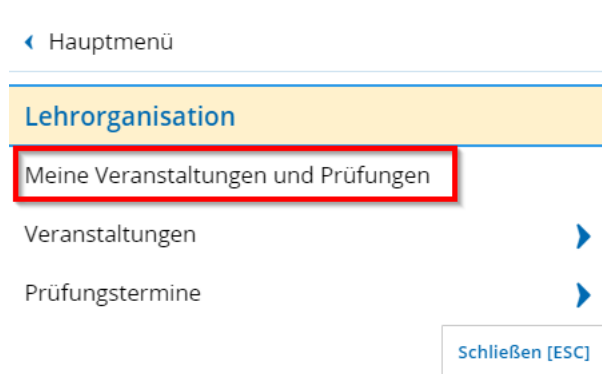 Hauptmenü
Lehrorganisation
Meine Veranstaltungen und Prüfungen
Veranstaltungen
Prüfungstermine
Schließen [ESC]